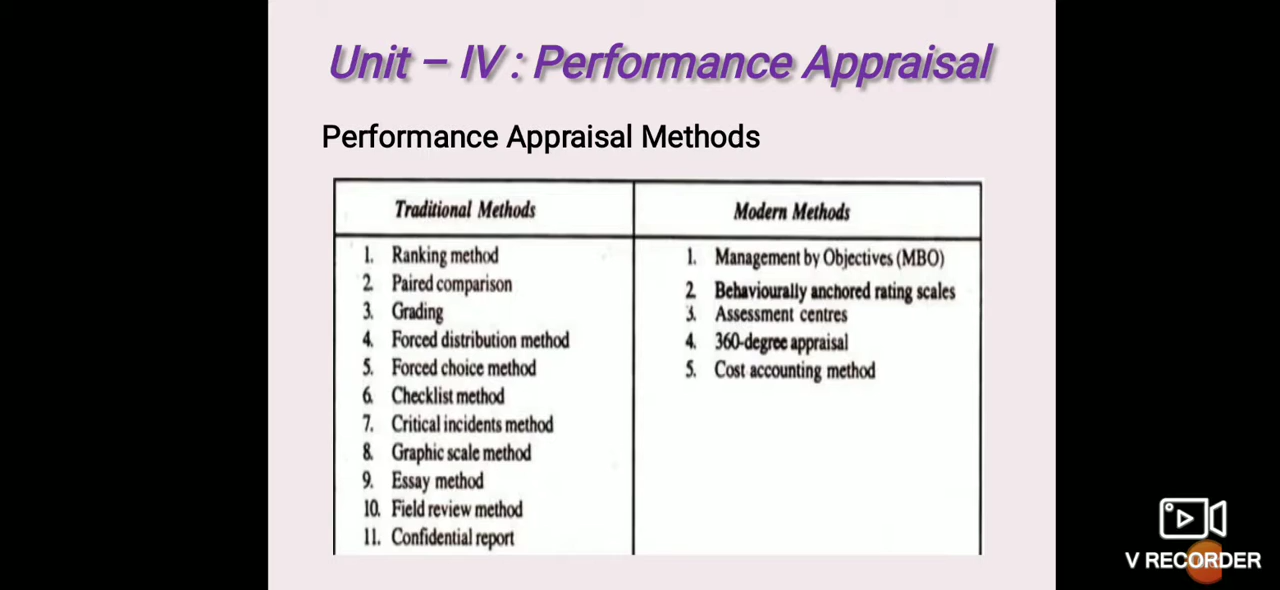 Unit – IV : Performance Appraisal
Performance Appraisal Methods
Traditional Methods
1. Ranking method
2. Paired comparison
3. Grading
4. Forced distribution method
5. Forced choice method
6. Checklist method
7. Critical incidents method
8. Graphic scale method
9. Essay method
10. Field review method
11. Confidential report
Modern Methods
1. Management by Objectives (MBO)
2. Behaviourally anchored rating scales
3. Assessment centres
4. 360-degree appraisal
5. Cost accounting method
V RECORDER